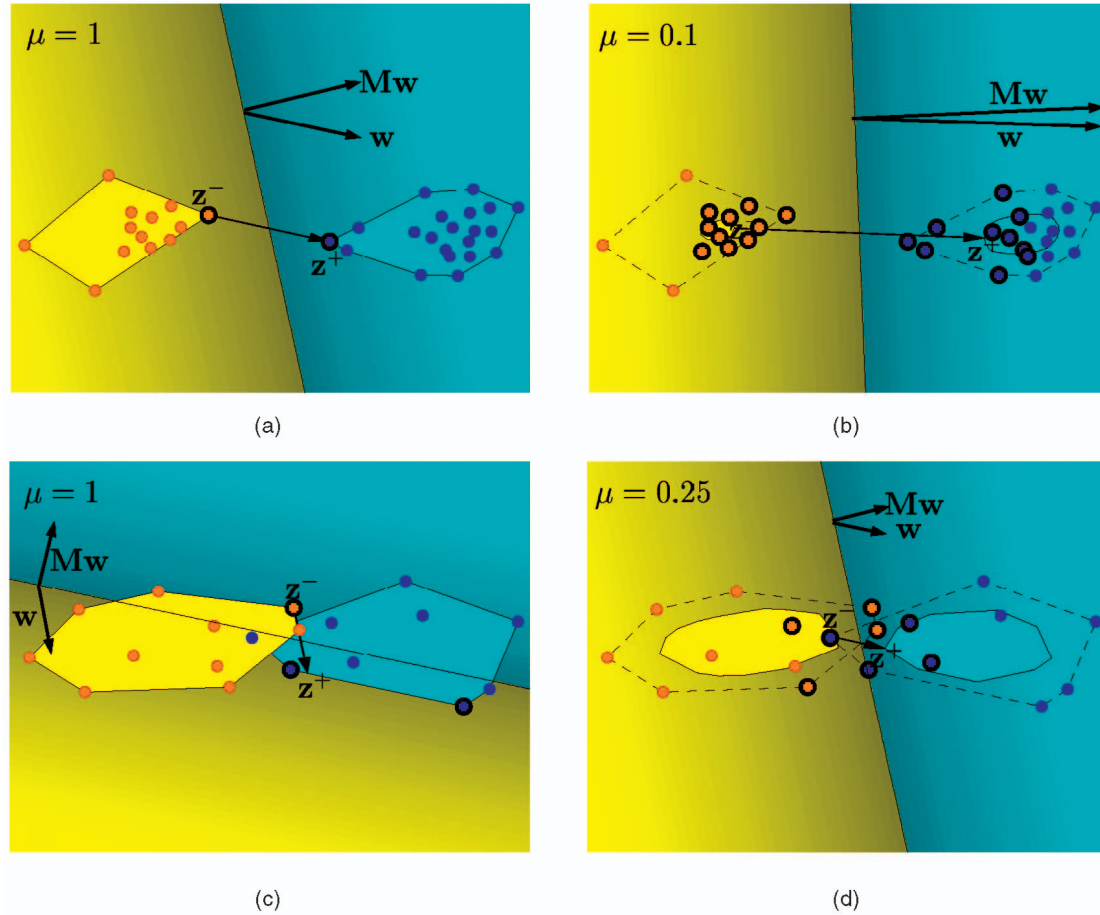 μ = 1
Mw
w
z⁻
z⁺
(a)
μ = 0.1
Mw
w
z⁻
z⁺
(b)
μ = 1
Mw
w
z⁻
z⁺
(c)
μ = 0.25
Mw
w
z⁻
z⁺
(d)